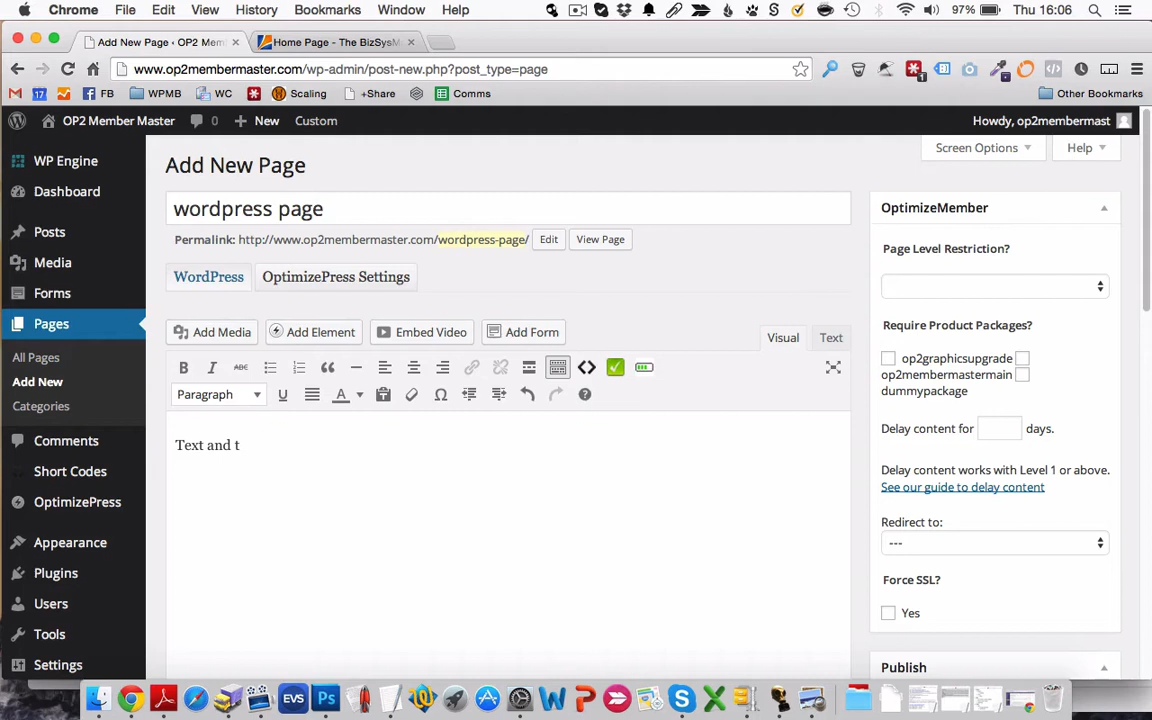 Chrome File Edit View History Bookmarks Window Help 97% Thu 16:06
Add New Page ‹ OP2 Mem × Home Page - The BizSysM ×
www.op2membermaster.com/wp-admin/post-new.php?post_type=page
17 FB WPMB WC Scaling +Share Comms Other Bookmarks
OP2 Member Master 0 New Custom Howdy, op2membermast
Screen Options Help
WP Engine
Dashboard
Posts
Media
Forms
Pages
All Pages
Add New
Categories
Comments
Short Codes
OptimizePress
Appearance
Plugins
Users
Tools
Settings
Add New Page
wordpress page
Permalink: http://www.op2membermaster.com/wordpress-page/ Edit View Page
WordPress OptimizePress Settings
Add Media Add Element Embed Video Add Form Visual Text
B I ABC
Paragraph U A
Text and t
OptimizeMember
Page Level Restriction?
Require Product Packages?
op2graphicsupgrade
op2membermastermain
dummypackage
Delay content for days.
Delay content works with Level 1 or above.
See our guide to delay content
Redirect to:
---
Force SSL?
Yes
Publish
EVS Ps W P S X